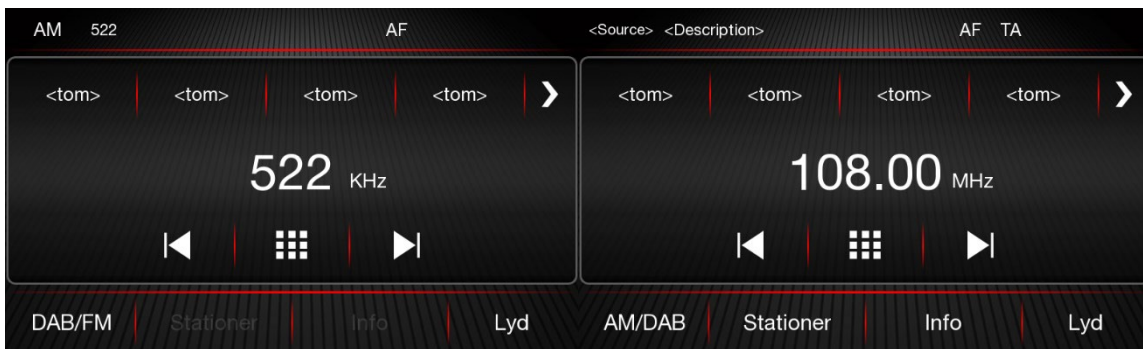 AM 522 AF
<tom> <tom> <tom> <tom>
522 KHz
DAB/FM Stationer Info Lyd
<Source> <Description> AF TA
<tom> <tom> <tom> <tom>
108.00 MHz
AM/DAB Stationer Info Lyd